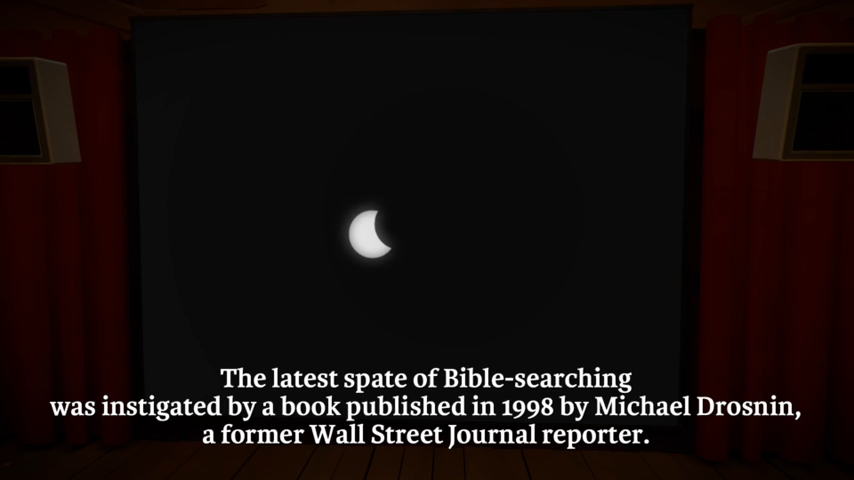 The latest spate of Bible-searching
was instigated by a book published in 1998 by Michael Drosnin,
a former Wall Street Journal reporter.